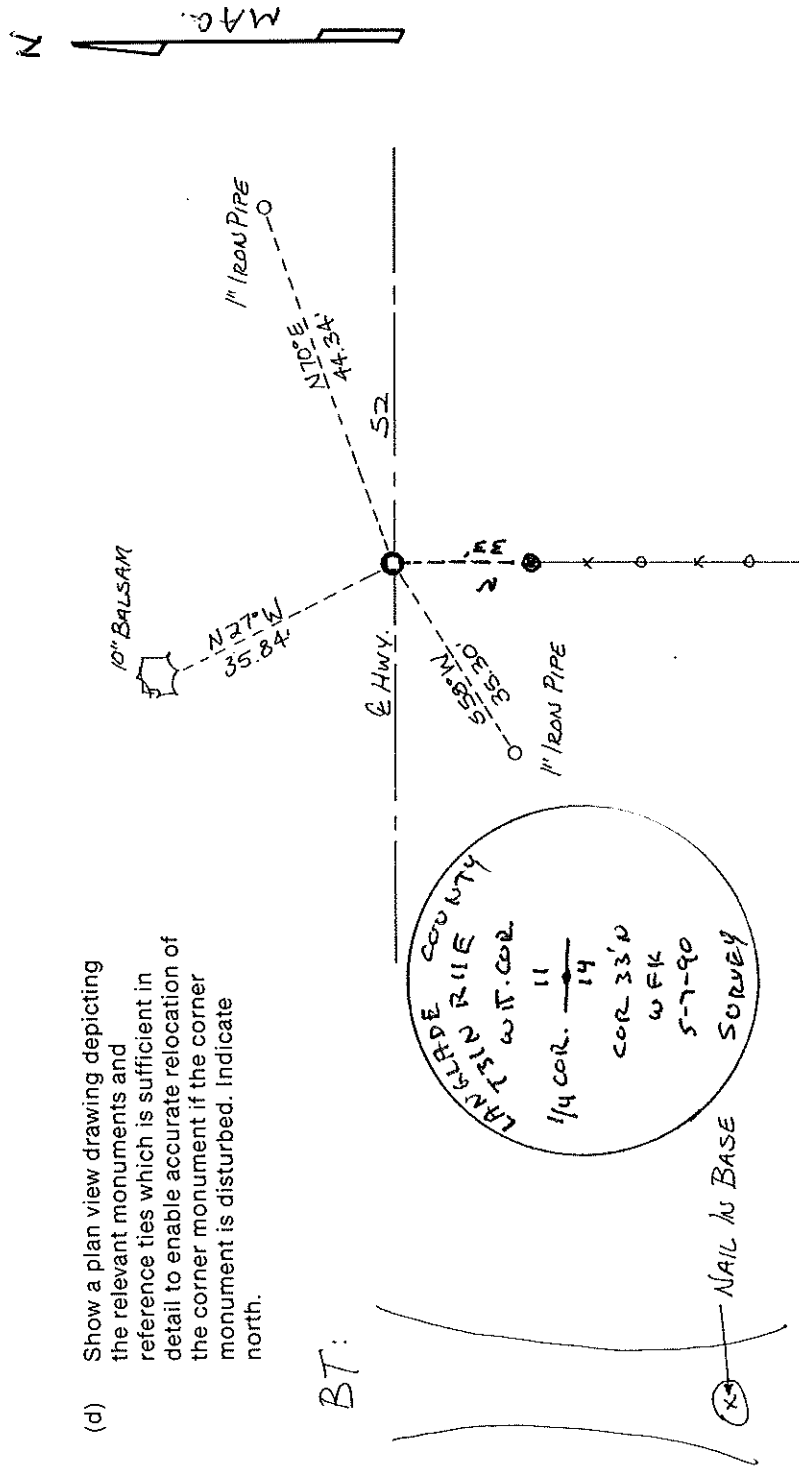 (d) Show a plan view drawing depicting
the relevant monuments and
reference ties which is sufficient in
detail to enable accurate relocation of
the corner monument if the corner
monument is disturbed. Indicate
north.
N
MAG.
10" BALSAM
N27°W
35.84'
1" IRON PIPE
N70°E
44.34'
℄ HWY.
52
S58°W
35.30'
1" IRON PIPE
N 33'
BT:
NAIL IN BASE
X
LANGLADE COUNTY
T31N R11E
WIT. COR
11
1/4 COR.
14
COR 33'N
WFK
5-7-90
SURVEY